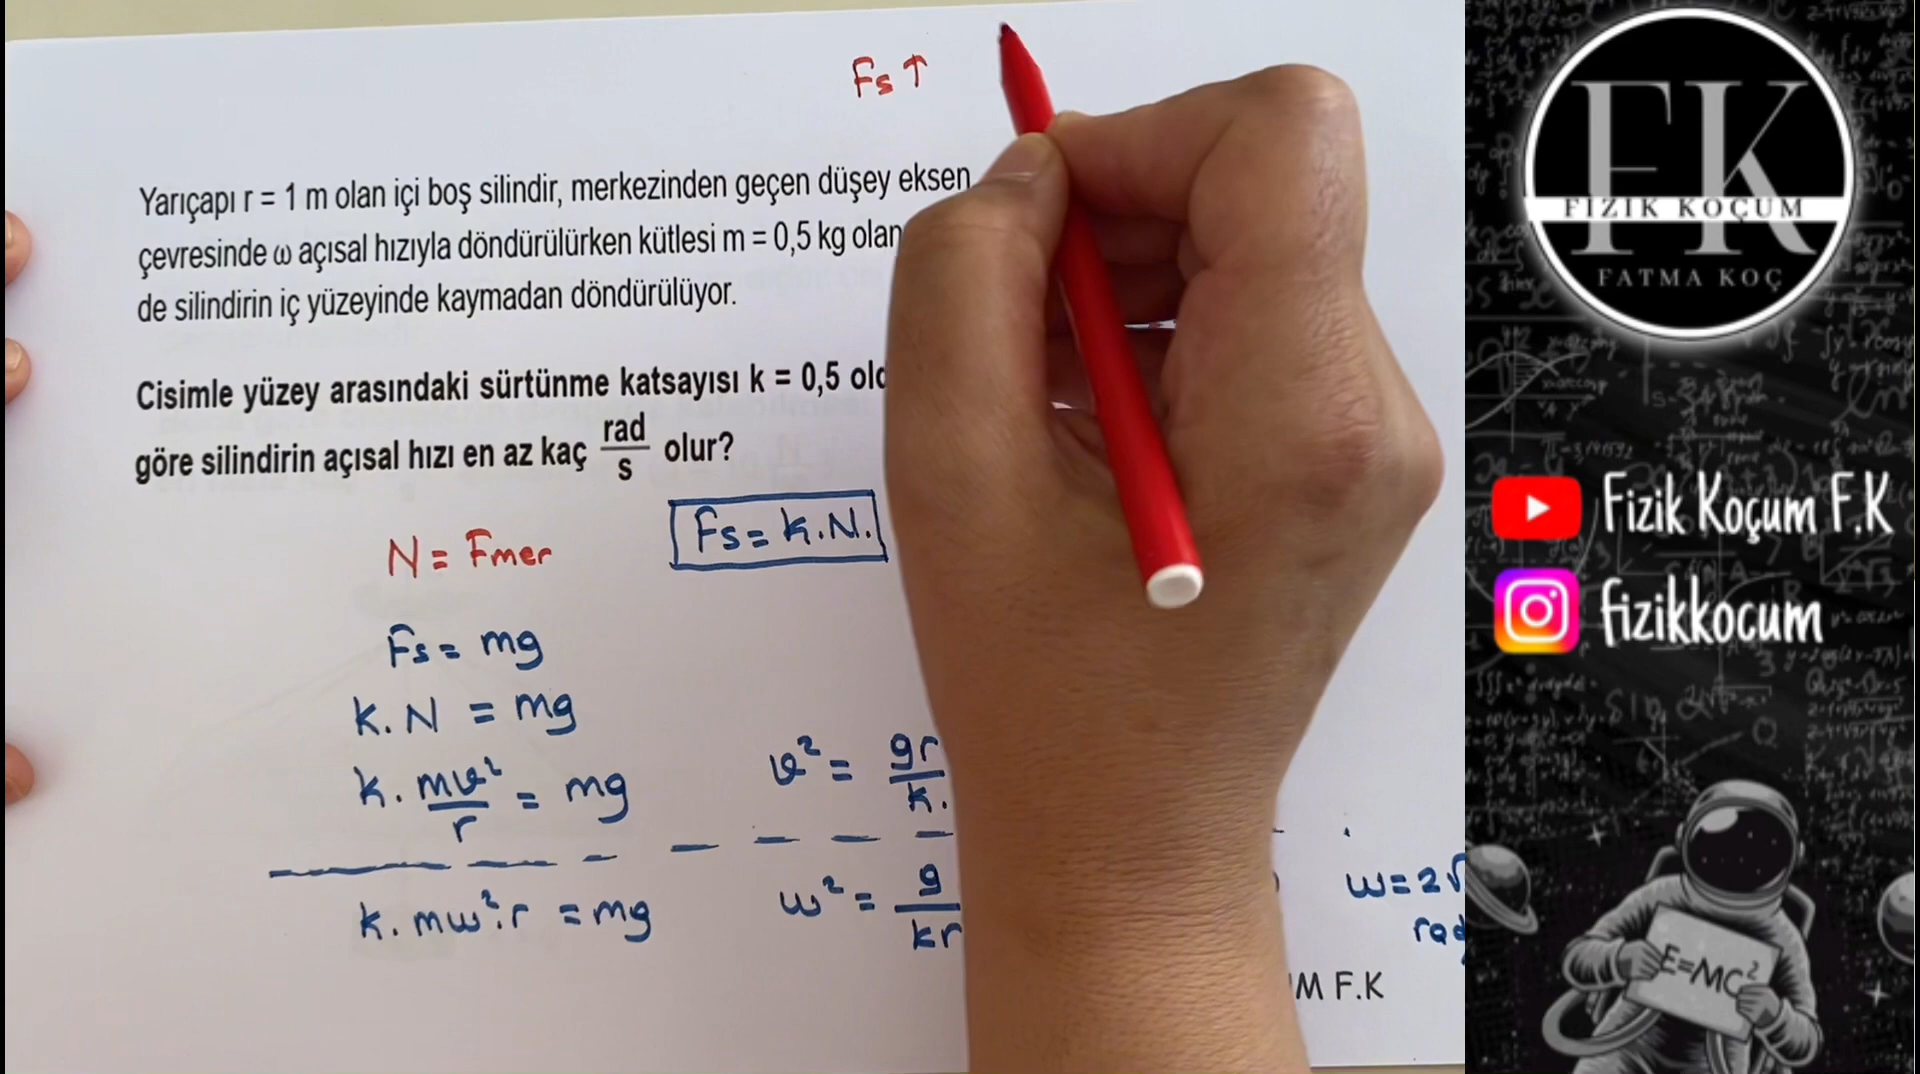 Fs ↑
Yarıçapı r = 1 m olan içi boş silindir, merkezinden geçen düşey eksen
çevresinde ω açısal hızıyla döndürülürken kütlesi m = 0,5 kg olan
de silindirin iç yüzeyinde kaymadan döndürülüyor.
Cisimle yüzey arasındaki sürtünme katsayısı k = 0,5
göre silindirin açısal hızı en az kaç rad/s olur?
N = Fmer
Fs = k.N.
Fs = mg
k.N = mg
k. mv²/r = mg
v² = gr/k.
k. mω².r = mg
ω² = g/kr
ω=2√
M F.K
FK
FİZİK KOÇUM
FATMA KOÇ
Fizik Koçum F.K
fizikkocum
E=MC²